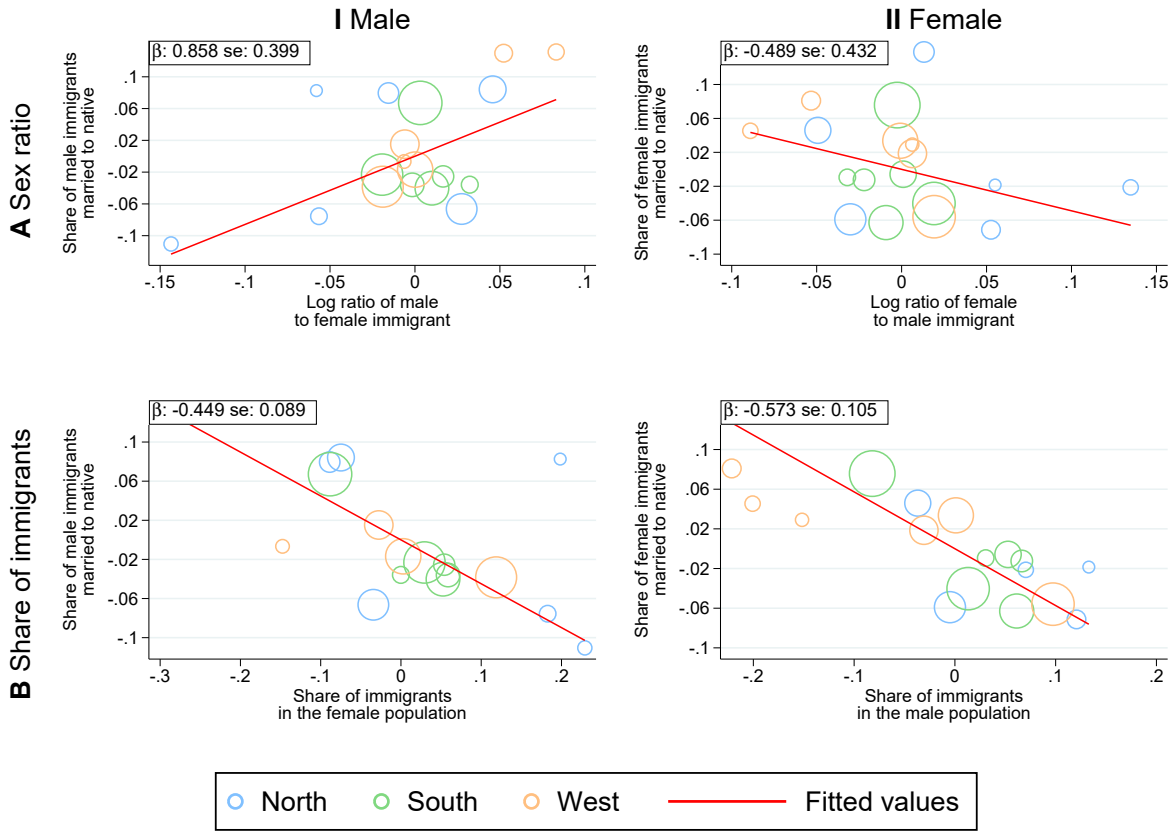 I Male
II Female
A Sex ratio
Share of male immigrants
married to native
β: 0.858 se: 0.399
.1
.06
.02
-.02
-.06
-.1
-.15
-.1
-.05
0
.05
.1
Log ratio of male
to female immigrant
Share of female immigrants
married to native
β: -0.489 se: 0.432
.1
.06
.02
-.02
-.06
-.1
-.1
-.05
0
.05
.1
.15
Log ratio of female
to male immigrant
B Share of immigrants
Share of male immigrants
married to native
β: -0.449 se: 0.089
.1
.06
.02
-.02
-.06
-.1
-.3
-.2
-.1
0
.1
.2
Share of immigrants
in the female population
Share of female immigrants
married to native
β: -0.573 se: 0.105
.1
.06
.02
-.02
-.06
-.1
-.2
-.1
0
.1
.2
Share of immigrants
in the male population
North
South
West
Fitted values